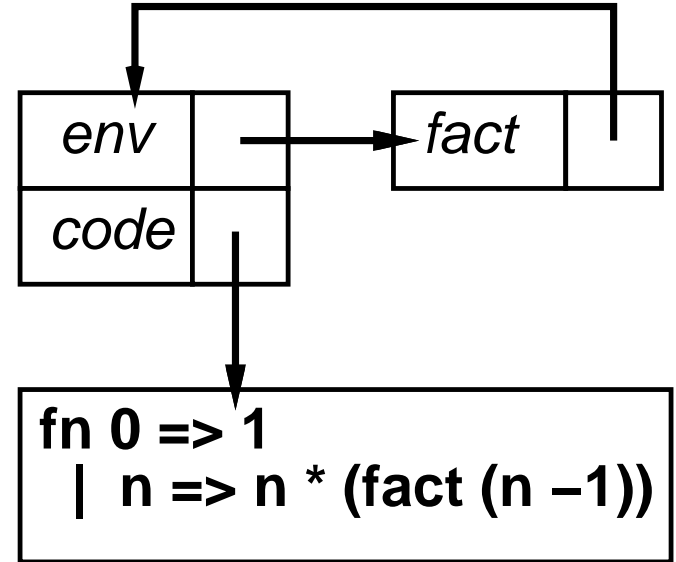 env
fact
code
fn 0 => 1
| n => n * (fact (n −1))